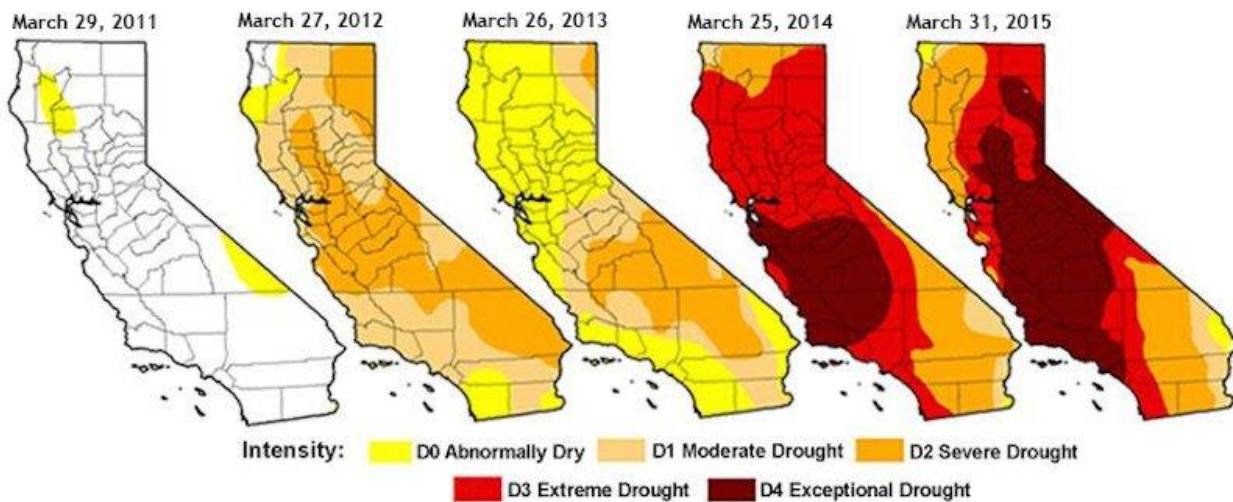 March 29, 2011
March 27, 2012
March 26, 2013
March 25, 2014
March 31, 2015
Intensity:
D0 Abnormally Dry
D1 Moderate Drought
D2 Severe Drought
D3 Extreme Drought
D4 Exceptional Drought